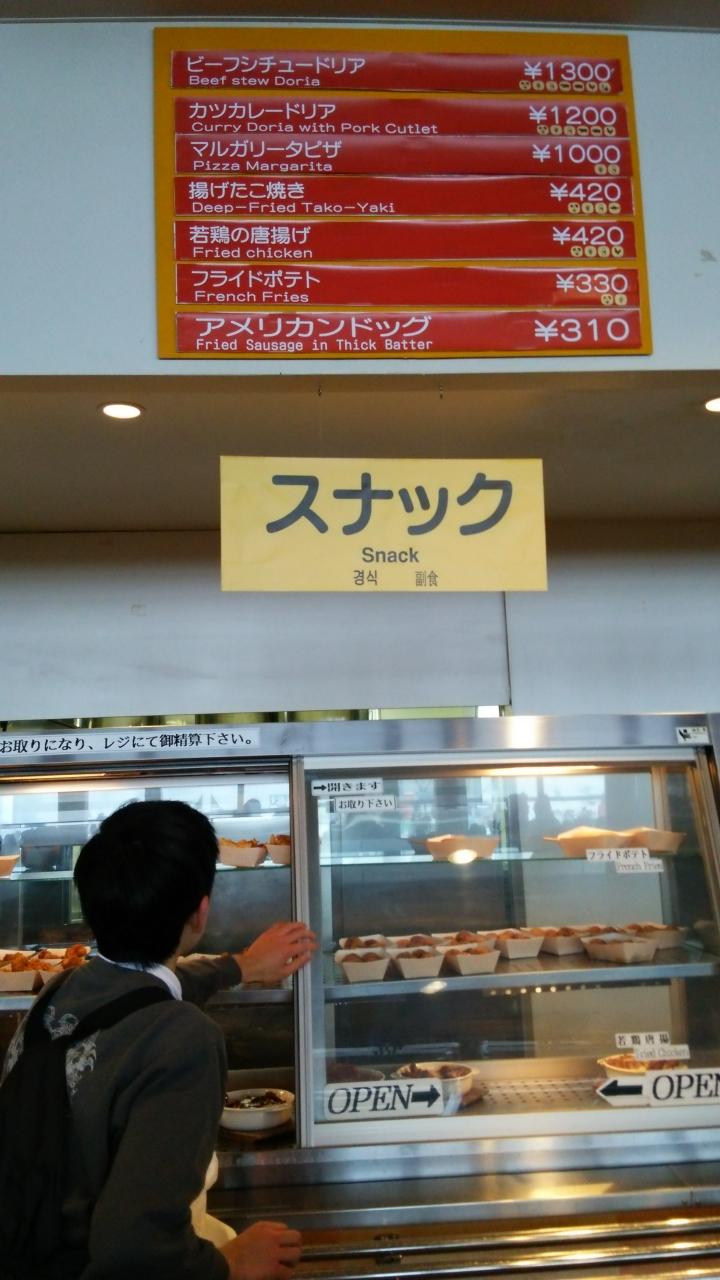 ビーフシチュードリア ¥1300
Beef stew Doria
カツカレードリア ¥1200
Curry Doria with Pork Cutlet
マルガリータピザ ¥1000
Pizza Margarita
揚げたこ焼き ¥420
Deep-Fried Tako-Yaki
若鶏の唐揚げ ¥420
Fried chicken
フライドポテト ¥330
French Fries
アメリカンドッグ ¥310
Fried Sausage in Thick Batter
スナック
Snack
경식 副食
お取りになり、レジにて御精算下さい。
→開きます
お取り下さい
フライドポテト
French Fries
若鶏唐揚
Fried Chicken
OPEN→
←OPEN